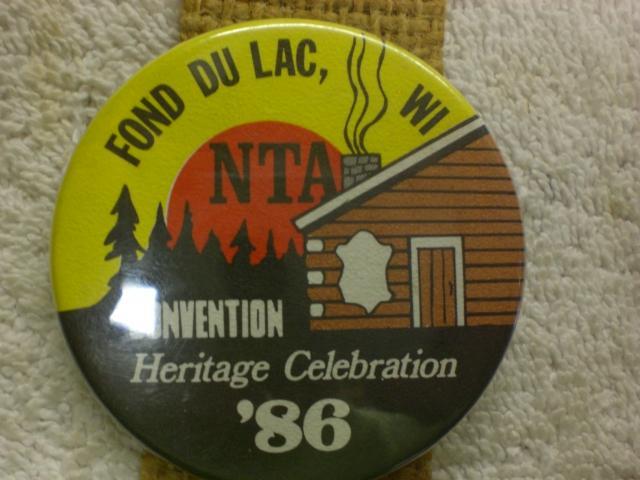 FOND DU LAC, WI
NTA
CONVENTION
Heritage Celebration
'86